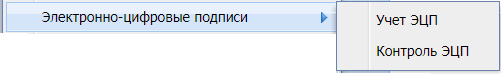 Электронно-цифровые подписи
Учет ЭЦП
Контроль ЭЦП